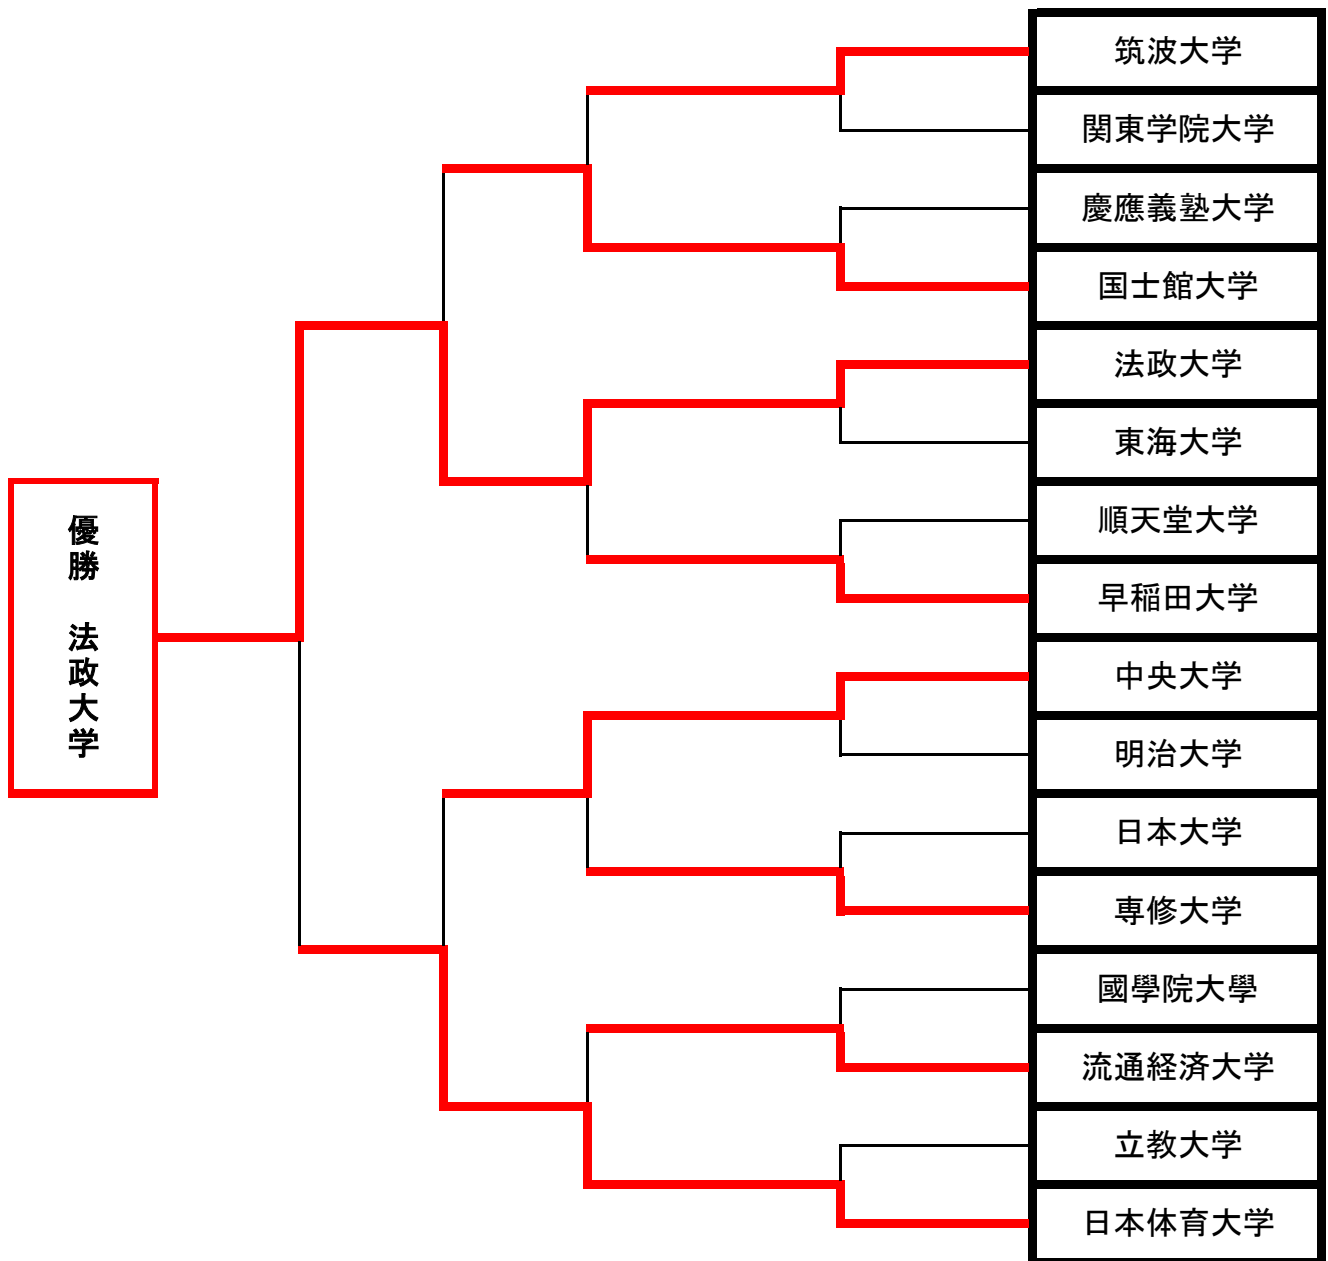 優勝　法政大学
筑波大学
関東学院大学
慶應義塾大学
国士館大学
法政大学
東海大学
順天堂大学
早稲田大学
中央大学
明治大学
日本大学
専修大学
國學院大學
流通経済大学
立教大学
日本体育大学